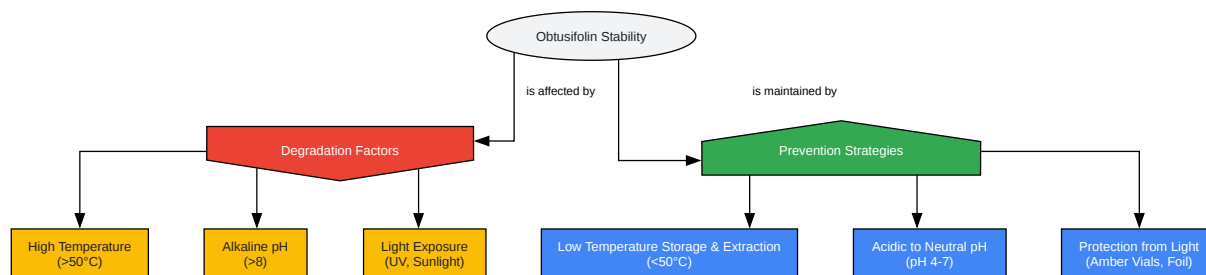 Obtusifolin Stability
is affected by
is maintained by
Degradation Factors
Prevention Strategies
High Temperature
(>50°C)
Alkaline pH
(>8)
Light Exposure
(UV, Sunlight)
Low Temperature Storage & Extraction
(<50°C)
Acidic to Neutral pH
(pH 4-7)
Protection from Light
(Amber Vials, Foil)